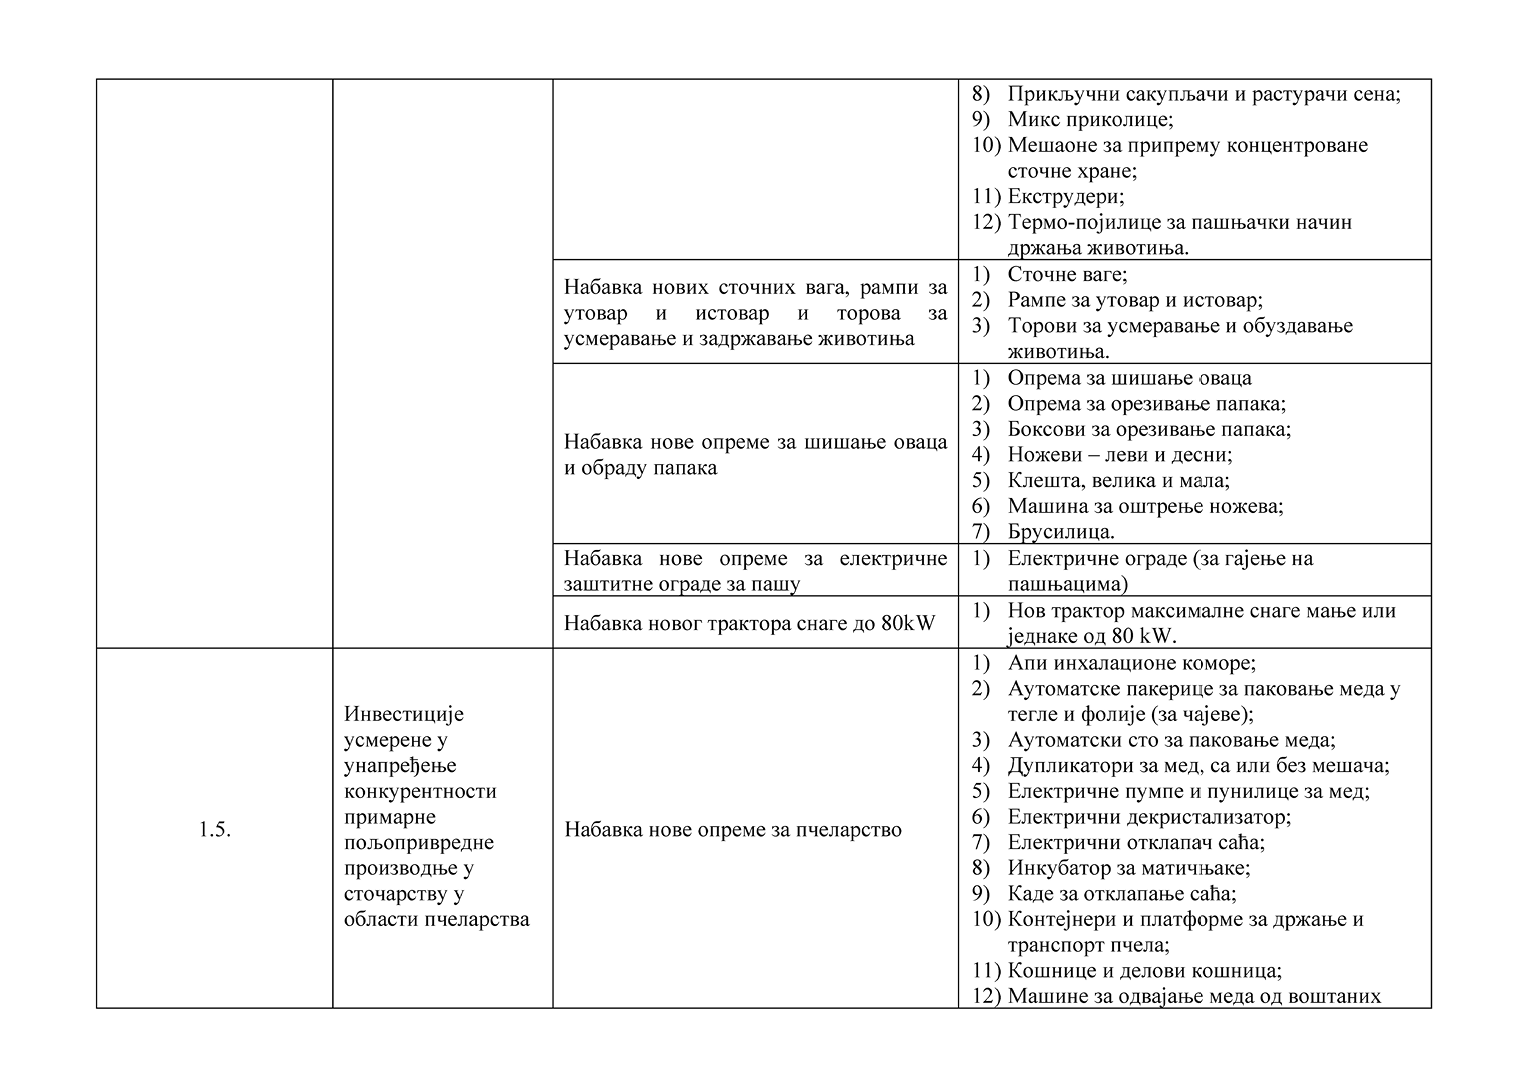 8) Прикључни сакупљачи и растурачи сена;
9) Микс приколице;
10) Мешаоне за припрему концентроване
сточне хране;
11) Екструдери;
12) Термо-појилице за пашњачки начин
држања животиња.
Набавка нових сточних вага, рампи за
утовар и истовар и торова за
усмеравање и задржавање животиња
1) Сточне ваге;
2) Рампе за утовар и истовар;
3) Торови за усмеравање и обуздавање
животиња.
Набавка нове опреме за шишање оваца
и обраду папака
1) Опрема за шишање оваца
2) Опрема за орезивање папака;
3) Боксови за орезивање папака;
4) Ножеви – леви и десни;
5) Клешта, велика и мала;
6) Машина за оштрење ножева;
7) Брусилица.
Набавка нове опреме за електричне
заштитне ограде за пашу
1) Електричне ограде (за гајење на
пашњацима)
Набавка новог трактора снаге до 80kW
1) Нов трактор максималне снаге мање или
једнаке од 80 kW.
1.5.
Инвестиције
усмерене у
унапређење
конкурентности
примарне
пољопривредне
производње у
сточарству у
области пчеларства
Набавка нове опреме за пчеларство
1) Апи инхалационе коморе;
2) Аутоматске пакерице за паковање меда у
тегле и фолије (за чајеве);
3) Аутоматски сто за паковање меда;
4) Дупликатори за мед, са или без мешача;
5) Електричне пумпе и пунилице за мед;
6) Електрични декристализатор;
7) Електрични отклапач саћа;
8) Инкубатор за матичњаке;
9) Каде за отклапање саћа;
10) Контејнери и платформе за држање и
транспорт пчела;
11) Кошнице и делови кошница;
12) Машине за одвајање меда од воштаних